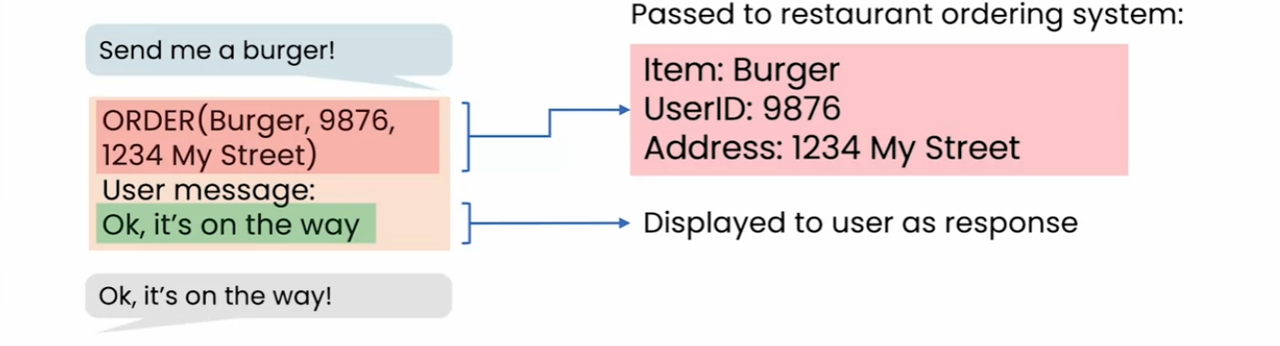 Passed to restaurant ordering system:
Send me a burger!
ORDER(Burger, 9876,
1234 My Street)
User message:
Ok, it's on the way
Item: Burger
UserID: 9876
Address: 1234 My Street
Displayed to user as response
Ok, it's on the way!